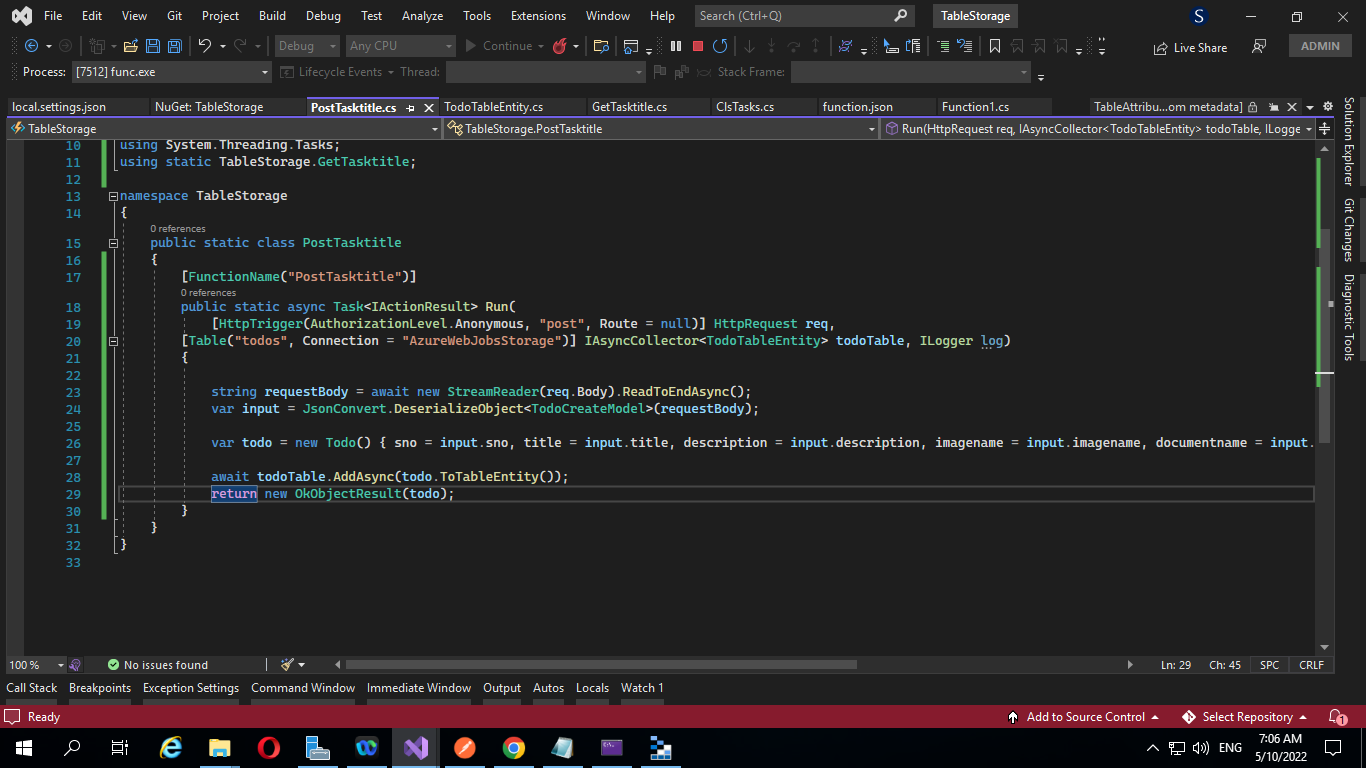 File Edit View Git Project Build Debug Test Analyze Tools Extensions Window Help Search (Ctrl+Q) TableStorage S
Debug Any CPU Continue Live Share ADMIN
Process: [7512] func.exe Lifecycle Events Thread: Stack Frame:
local.settings.json NuGet: TableStorage PostTasktitle.cs TodoTableEntity.cs GetTasktitle.cs ClsTasks.cs function.json Function1.cs TableAttribu...om metadata]
TableStorage TableStorage.PostTasktitle Run(HttpRequest req, IAsyncCollector<TodoTableEntity> todoTable, ILogge
10 using System.Threading.Tasks;
11 using static TableStorage.GetTasktitle;
12
13 namespace TableStorage
14 {
0 references
15 public static class PostTasktitle
16 {
17 [FunctionName("PostTasktitle")]
0 references
18 public static async Task<IActionResult> Run(
19 [HttpTrigger(AuthorizationLevel.Anonymous, "post", Route = null)] HttpRequest req,
20 [Table("todos", Connection = "AzureWebJobsStorage")] IAsyncCollector<TodoTableEntity> todoTable, ILogger log)
21 {
22
23 string requestBody = await new StreamReader(req.Body).ReadToEndAsync();
24 var input = JsonConvert.DeserializeObject<TodoCreateModel>(requestBody);
25
26 var todo = new Todo() { sno = input.sno, title = input.title, description = input.description, imagename = input.imagename, documentname = input.
27
28 await todoTable.AddAsync(todo.ToTableEntity());
29 return new OkObjectResult(todo);
30 }
31 }
32 }
33
Solution Explorer
Git Changes
Diagnostic Tools
100 % No issues found Ln: 29 Ch: 45 SPC CRLF
Call Stack Breakpoints Exception Settings Command Window Immediate Window Output Autos Locals Watch 1
Ready Add to Source Control Select Repository 1
ENG 7:06 AM
5/10/2022